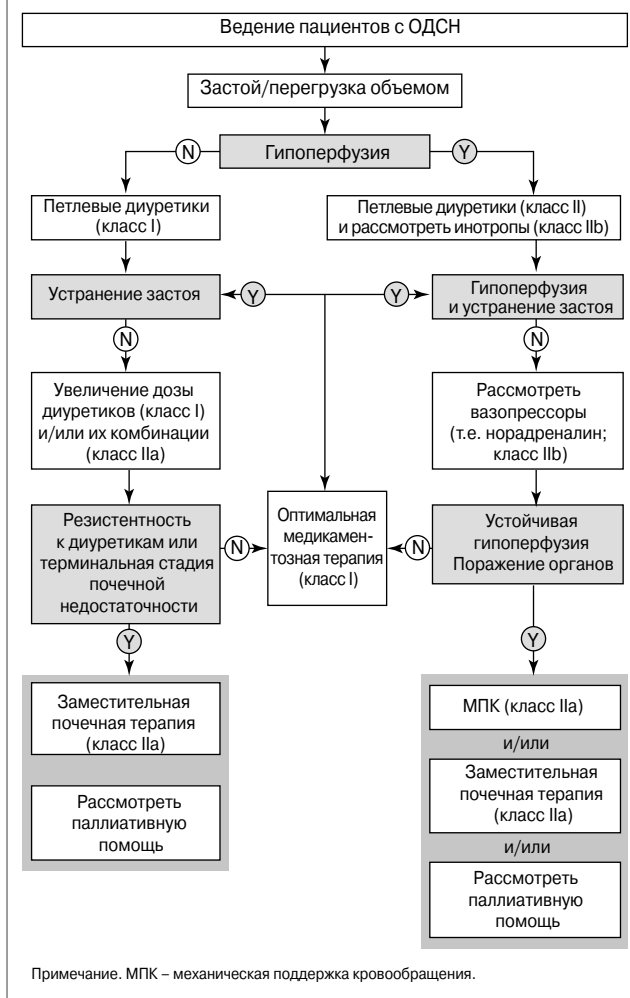 Ведение пациентов с ОДСН
Застой/перегрузка объемом
Гипоперфузия
N
Y
Петлевые диуретики
(класс I)
Петлевые диуретики (класс II)
и рассмотреть инотропы (класс IIb)
Устранение застоя
Y
Y
Гипоперфузия
и устранение застоя
N
N
Увеличение дозы
диуретиков (класс I)
и/или их комбинации
(класс IIa)
Рассмотреть
вазопрессоры
(т.е. норадреналин;
класс IIb)
Резистентность
к диуретикам или
терминальная стадия
почечной
недостаточности
N
Оптимальная
медикамен-
тозная терапия
(класс I)
N
Устойчивая
гипоперфузия
Поражение органов
Y
Y
Заместительная
почечная терапия
(класс IIa)
Рассмотреть
паллиативную
помощь
МПК (класс IIa)
и/или
Заместительная
почечная терапия
(класс IIa)
и/или
Рассмотреть
паллиативную
помощь
Примечание. МПК – механическая поддержка кровообращения.